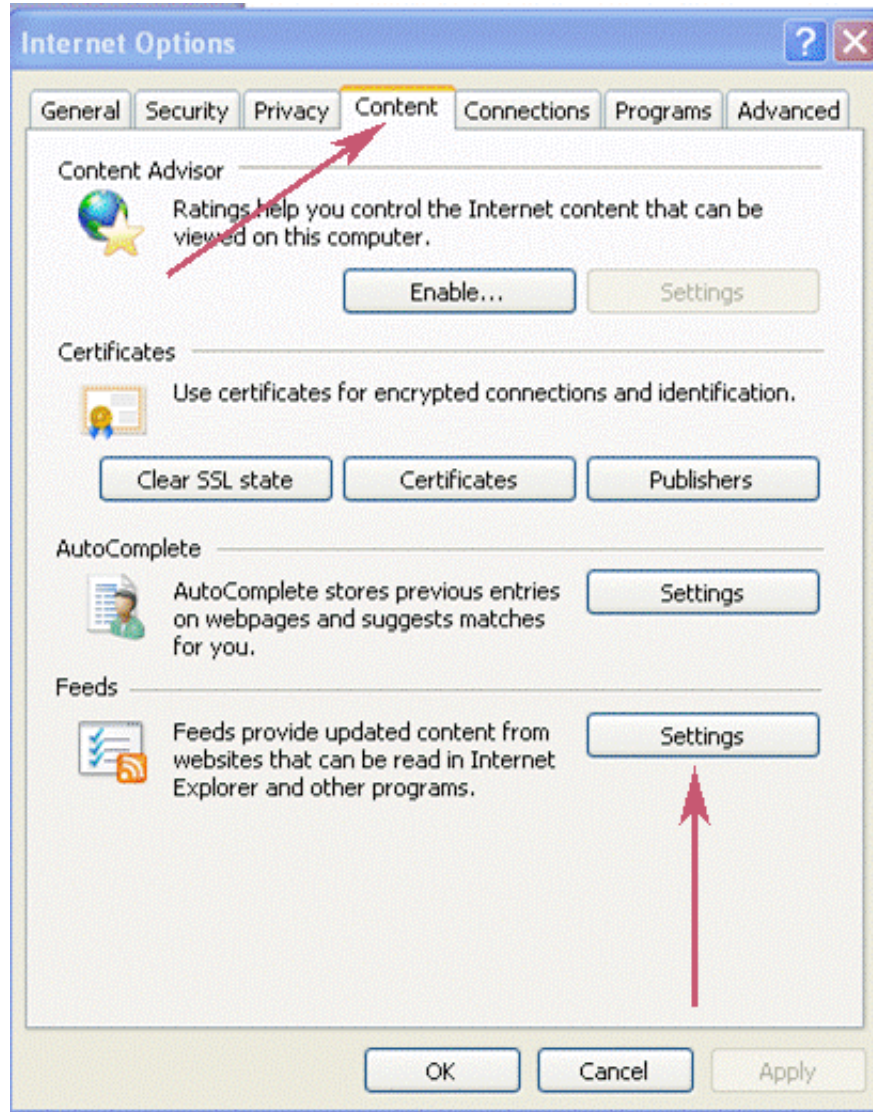 Internet Options
General Security Privacy Content Connections Programs Advanced
Content Advisor
Ratings help you control the Internet content that can be
viewed on this computer.
Enable... Settings
Certificates
Use certificates for encrypted connections and identification.
Clear SSL state Certificates Publishers
AutoComplete
AutoComplete stores previous entries
on webpages and suggests matches
for you.
Settings
Feeds
Feeds provide updated content from
websites that can be read in Internet
Explorer and other programs.
Settings
OK Cancel Apply